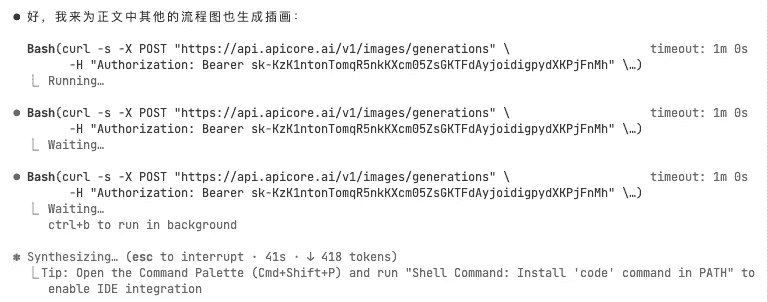 ● 好，我来为正文中其他的流程图也生成插画：
Bash(curl -s -X POST "https://api.apicore.ai/v1/images/generations" \ timeout: 1m 0s
-H "Authorization: Bearer sk-KzK1ntonTomqR5nkKXcm05ZsGKTFdAyjoidigpydXKPjFnMh" \…)
⎿ Running…
● Bash(curl -s -X POST "https://api.apicore.ai/v1/images/generations" \ timeout: 1m 0s
-H "Authorization: Bearer sk-KzK1ntonTomqR5nkKXcm05ZsGKTFdAyjoidigpydXKPjFnMh" \…)
⎿ Waiting…
● Bash(curl -s -X POST "https://api.apicore.ai/v1/images/generations" \ timeout: 1m 0s
-H "Authorization: Bearer sk-KzK1ntonTomqR5nkKXcm05ZsGKTFdAyjoidigpydXKPjFnMh" \…)
⎿ Waiting…
ctrl+b to run in background
✽ Synthesizing… (esc to interrupt · 41s · ↓ 418 tokens)
⎿ Tip: Open the Command Palette (Cmd+Shift+P) and run "Shell Command: Install 'code' command in PATH" to
enable IDE integration